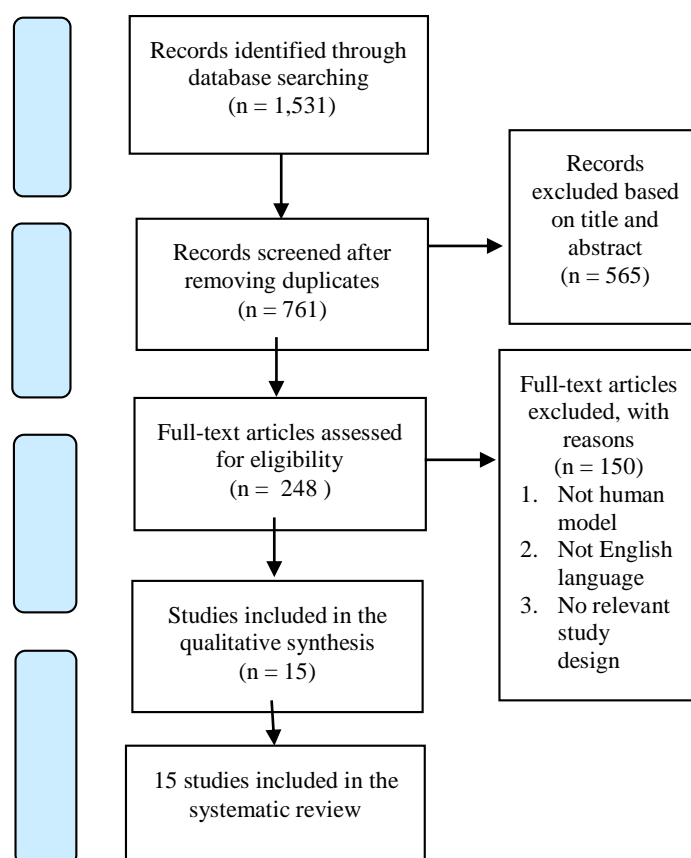 Records identified through
database searching
(n = 1,531)
Records
excluded based
on title and
abstract
(n = 565)
Records screened after
removing duplicates
(n = 761)
Full-text articles
excluded, with
reasons
(n = 150)
1. Not human
model
2. Not English
language
3. No relevant
study
design
Full-text articles assessed
for eligibility
(n = 248 )
Studies included in the
qualitative synthesis
(n = 15)
15 studies included in the
systematic review